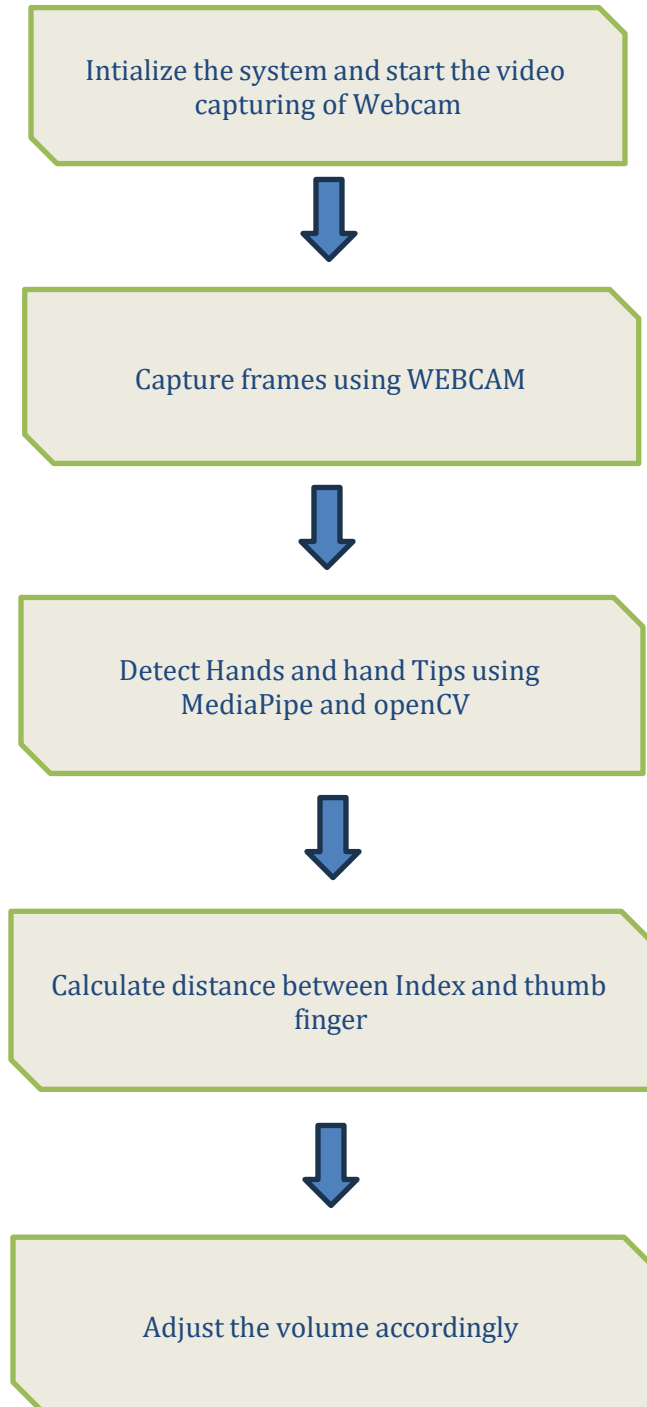 Intialize the system and start the video
capturing of Webcam
Capture frames using WEBCAM
Detect Hands and hand Tips using
MediaPipe and openCV
Calculate distance between Index and thumb
finger
Adjust the volume accordingly